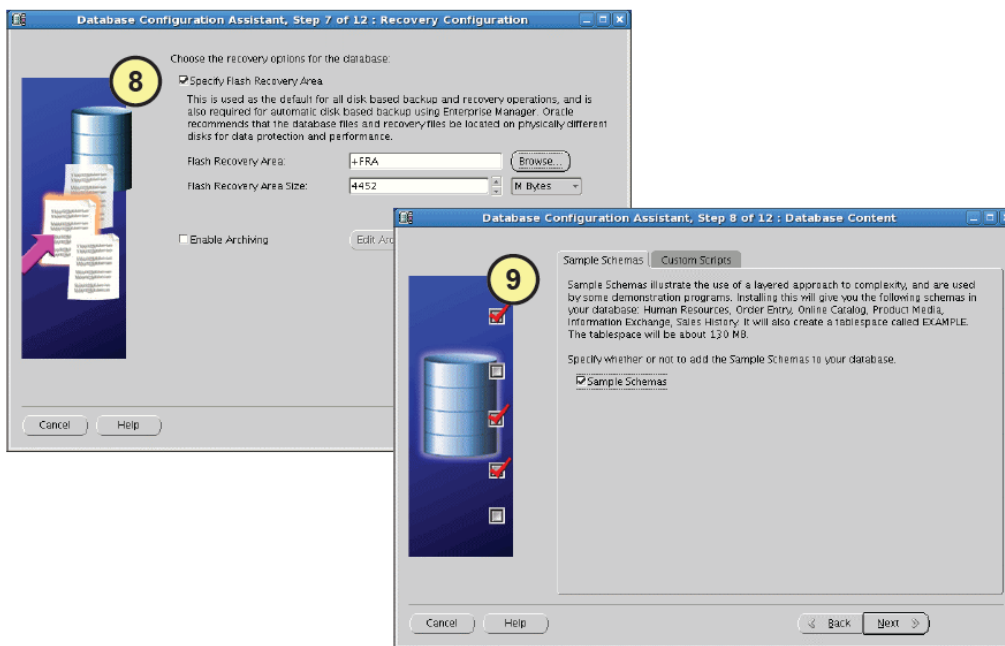 Database Configuration Assistant, Step 7 of 12 : Recovery Configuration
8
Choose the recovery options for the database:
Specify Flash Recovery Area
This is used as the default for all disk based backup and recovery operations, and is
also required for automatic disk based backup using Enterprise Manager. Oracle
recommends that the database files and recovery files be located on physically different
disks for data protection and performance.
Flash Recovery Area:
+FRA
Browse...
Flash Recovery Area Size:
4452
M Bytes
Enable Archiving
Edit
Cancel
Help
Database Configuration Assistant, Step 8 of 12 : Database Content
9
Sample Schemas
Custom Scripts
Sample Schemas illustrate the use of a layered approach to complexity, and are used
by some demonstration programs. Installing this will give you the following schemas in
your database: Human Resources, Order Entry, Online Catalog, Product Media,
Information Exchange, Sales History. It will also create a tablespace called EXAMPLE.
The tablespace will be about 130 MB.
Specify whether or not to add the Sample Schemas to your database.
Sample Schemas
Cancel
Help
Back
Next